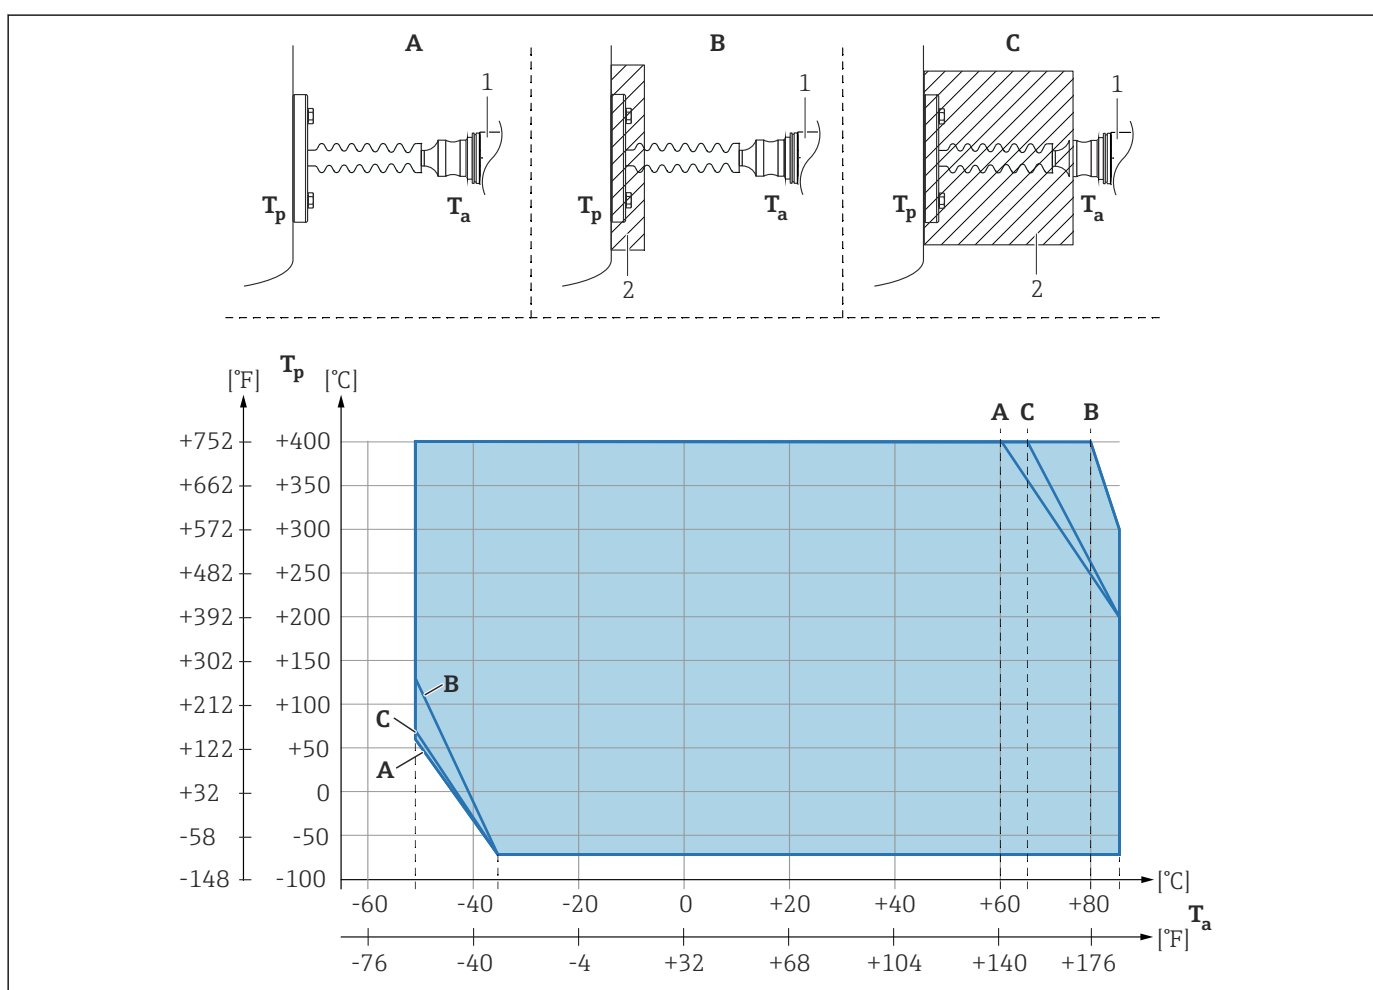 A B C
1 1 1
Tp Ta Tp Ta Tp Ta
2 2
Tp
[°F] [°C]
A C B
+752 +400
+662 +350
+572 +300
+482 +250
+392 +200
+302 +150
B
+212 +100
C
+122 +50
A
+32 0
-58 -50
-148 -100
[°C]
-60 -40 -20 0 +20 +40 +60 +80
Ta
[°F]
-76 -40 -4 +32 +68 +104 +140 +176